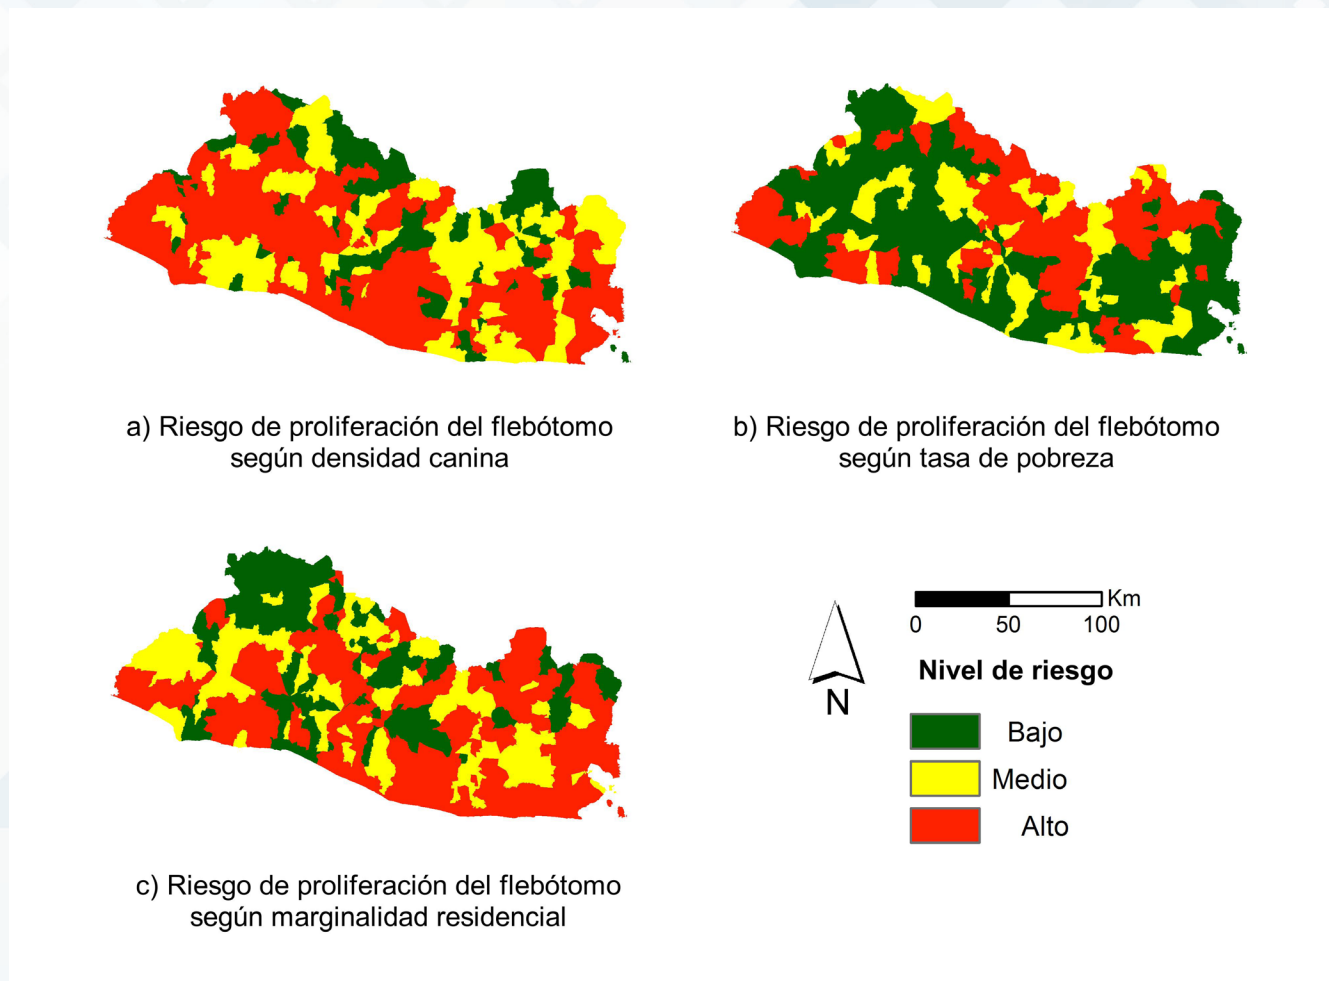 a) Riesgo de proliferación del flebótomo
según densidad canina
b) Riesgo de proliferación del flebótomo
según tasa de pobreza
c) Riesgo de proliferación del flebótomo
según marginalidad residencial
N
Km
0 50 100
Nivel de riesgo
Bajo
Medio
Alto